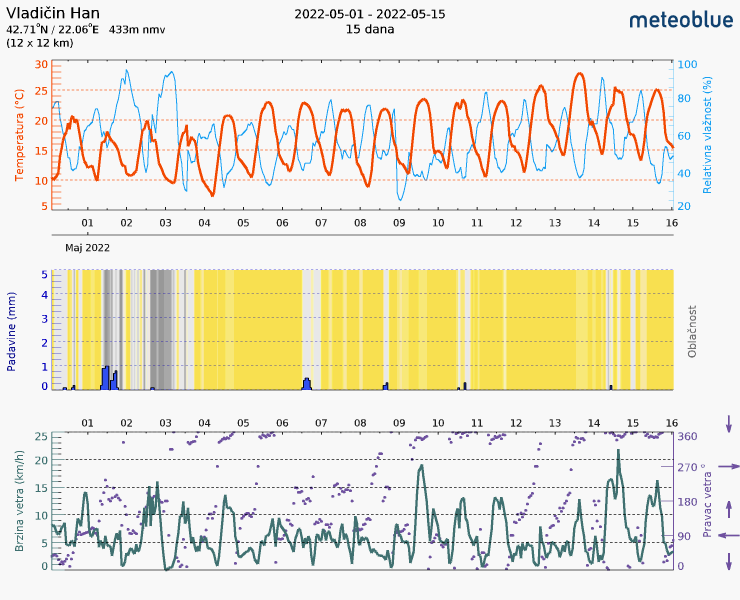 Vladičin Han
42.71°N / 22.06°E 433m nmv
(12 x 12 km)
2022-05-01 - 2022-05-15
15 dana
meteoblue
Temperatura (°C)
30
25
20
15
10
5
Relativna vlažnost (%)
100
80
60
40
20
01 02 03 04 05 06 07 08 09 10 11 12 13 14 15 16
Maj 2022
Padavine (mm)
5
4
3
2
1
0
Oblačnost
01 02 03 04 05 06 07 08 09 10 11 12 13 14 15 16
Brzina vetra (km/h)
25
20
15
10
5
0
360
270
180
90
0
Pravac vetra °